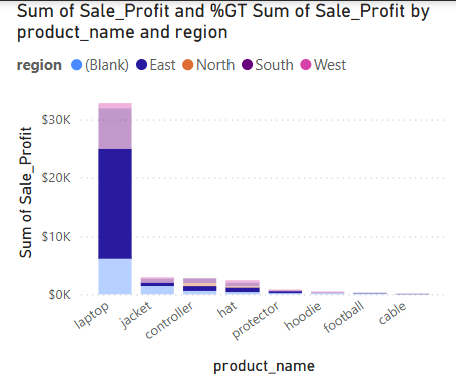 Sum of Sale_Profit and %GT Sum of Sale_Profit by
product_name and region
region (Blank) East North South West
Sum of Sale_Profit
$30K
$20K
$10K
$0K
laptop
jacket
controller
hat
protector
hoodie
football
cable
product_name